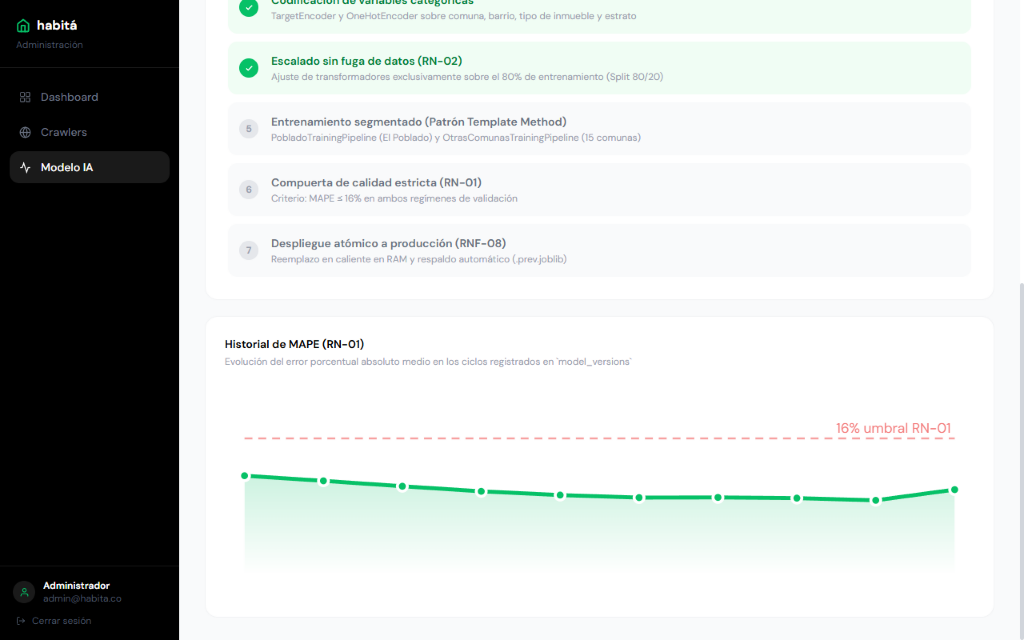 habitá
Administración
Dashboard
Crawlers
Modelo IA
Administrador
admin@habita.co
Cerrar sesión
Codificación de variables categóricas
TargetEncoder y OneHotEncoder sobre comuna, barrio, tipo de inmueble y estrato
Escalado sin fuga de datos (RN-02)
Ajuste de transformadores exclusivamente sobre el 80% de entrenamiento (Split 80/20)
5
Entrenamiento segmentado (Patrón Template Method)
PobladoTrainingPipeline (El Poblado) y OtrasComunasTrainingPipeline (15 comunas)
6
Compuerta de calidad estricta (RN-01)
Criterio: MAPE ≤ 16% en ambos regímenes de validación
7
Despliegue atómico a producción (RNF-08)
Reemplazo en caliente en RAM y respaldo automático (.prev.joblib)
Historial de MAPE (RN-01)
Evolución del error porcentual absoluto medio en los ciclos registrados en `model_versions`
16% umbral RN-01